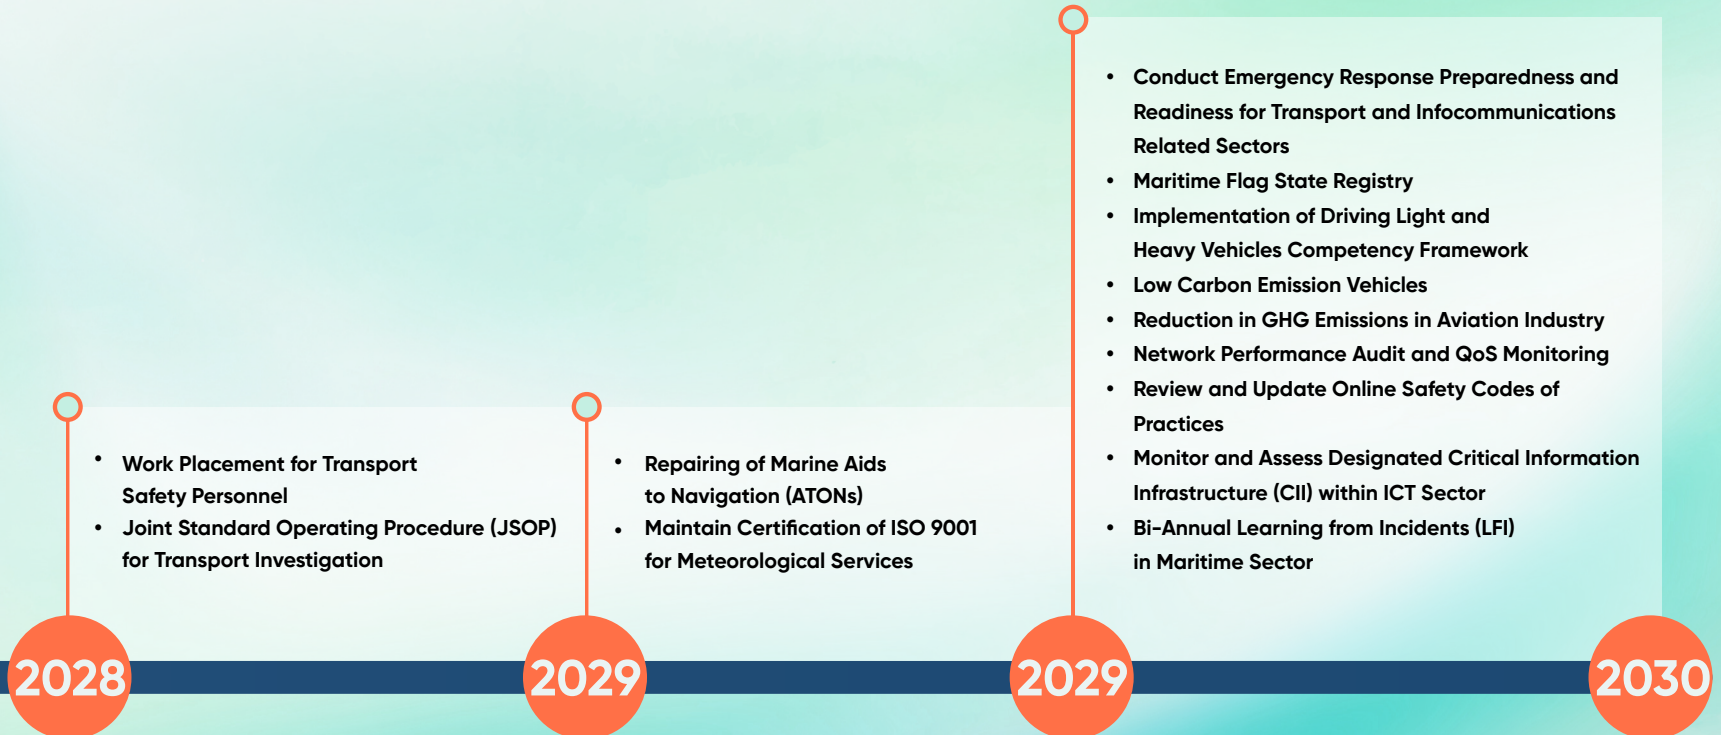 • Work Placement for Transport
Safety Personnel
• Joint Standard Operating Procedure (JSOP)
for Transport Investigation
• Repairing of Marine Aids
to Navigation (ATONs)
• Maintain Certification of ISO 9001
for Meteorological Services
• Conduct Emergency Response Preparedness and
Readiness for Transport and Infocommunications
Related Sectors
• Maritime Flag State Registry
• Implementation of Driving Light and
Heavy Vehicles Competency Framework
• Low Carbon Emission Vehicles
• Reduction in GHG Emissions in Aviation Industry
• Network Performance Audit and QoS Monitoring
• Review and Update Online Safety Codes of
Practices
• Monitor and Assess Designated Critical Information
Infrastructure (CII) within ICT Sector
• Bi-Annual Learning from Incidents (LFI)
in Maritime Sector
2028
2029
2029
2030